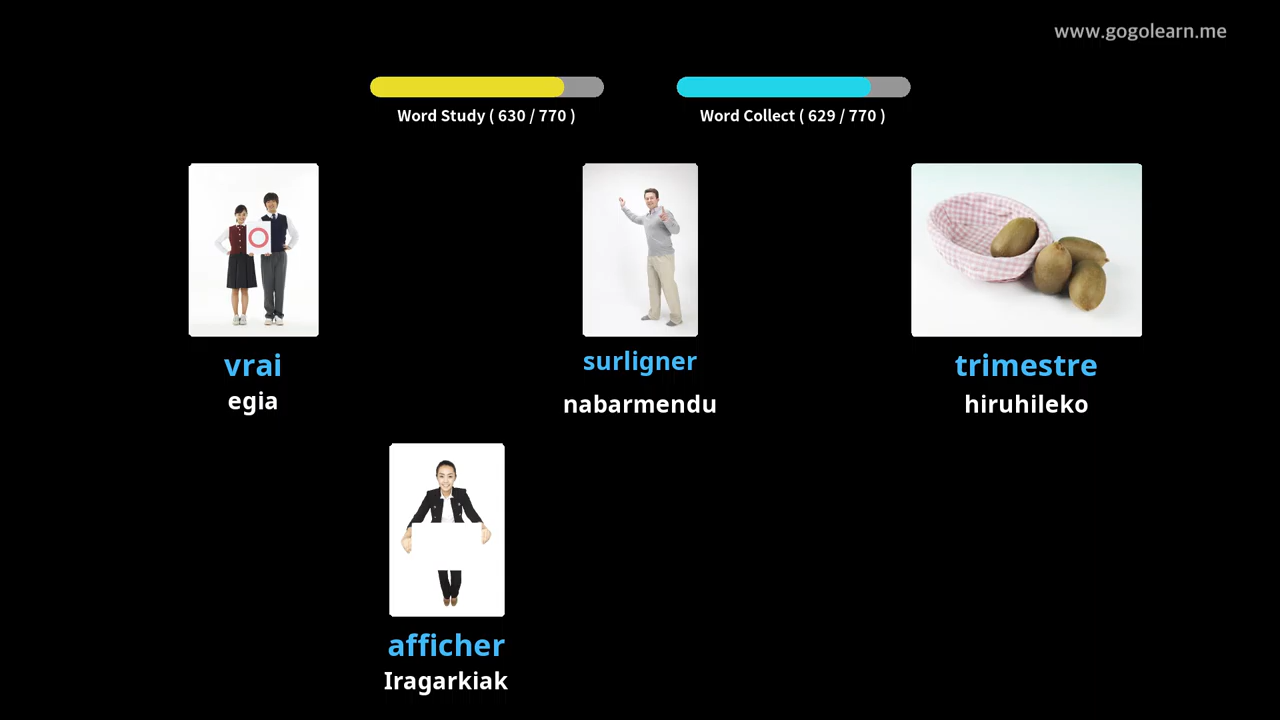 www.gogolearn.me
Word Study ( 630 / 770 )
Word Collect ( 629 / 770 )
vrai
egia
surligner
nabarmendu
trimestre
hiruhileko
afficher
Iragarkiak